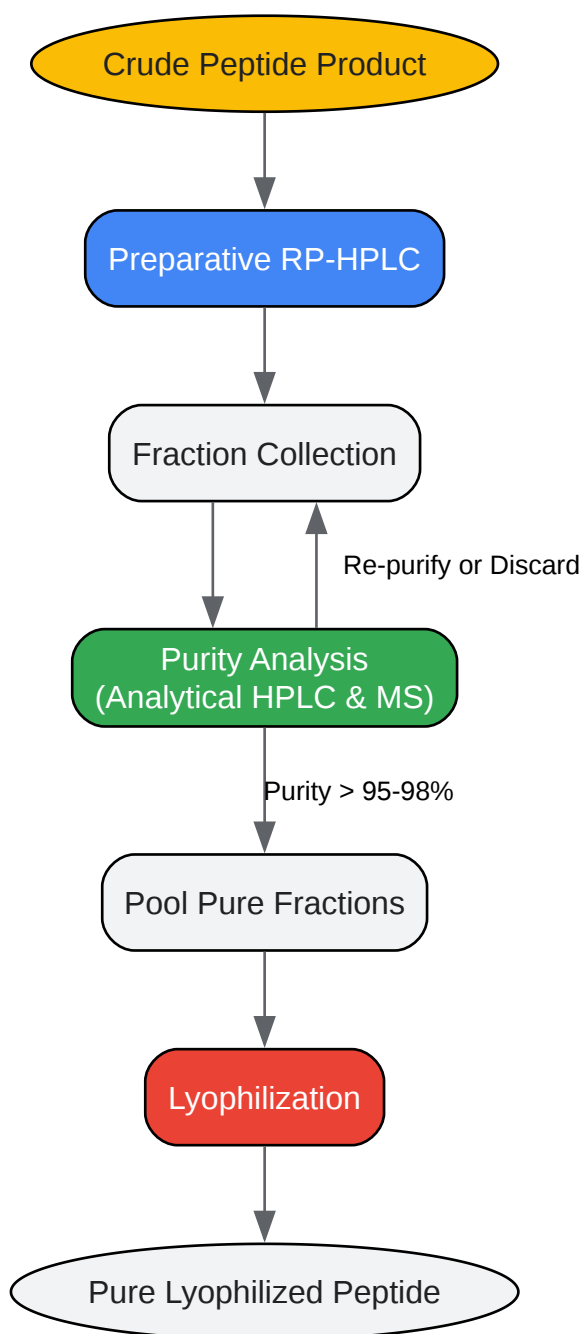 Crude Peptide Product
Preparative RP-HPLC
Fraction Collection
Re-purify or Discard
Purity Analysis
(Analytical HPLC & MS)
Purity > 95-98%
Pool Pure Fractions
Lyophilization
Pure Lyophilized Peptide